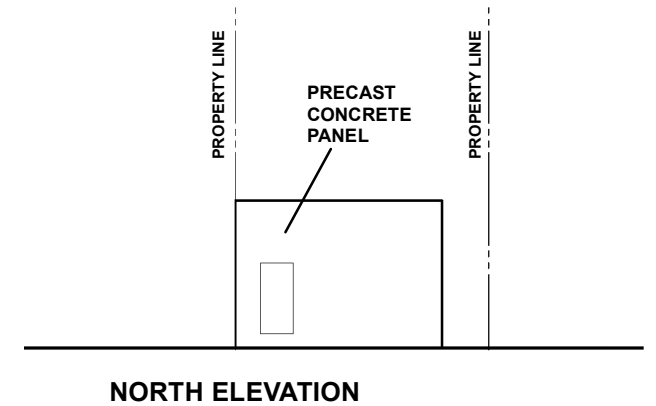 PROPERTY LINE
PRECAST
CONCRETE
PANEL
PROPERTY LINE
NORTH ELEVATION